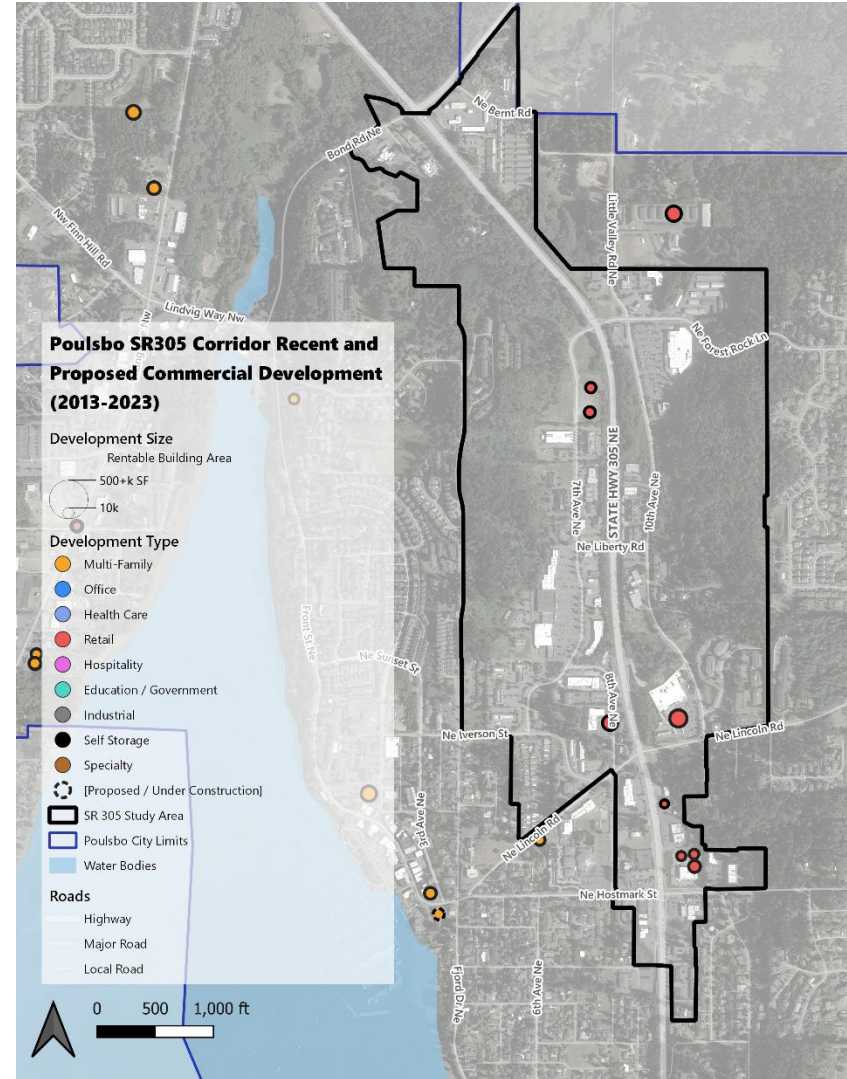 Ne Bernt Rd
Bond Rd Ne
Nw Finn Hill Rd
Little Valley Rd Ne
Lindvig Way Nw
Ne Forest Rock Ln
Poulsbo SR305 Corridor Recent and
Proposed Commercial Development
(2013-2023)
Development Size
Rentable Building Area
500+k SF
10k
Development Type
Multi-Family
Office
Health Care
Retail
Hospitality
Education / Government
Industrial
Self Storage
Specialty
[Proposed / Under Construction]
SR 305 Study Area
Poulsbo City Limits
Water Bodies
Roads
Highway
Major Road
Local Road
STATE HWY 305 NE
7th Ave Ne
10th Ave Ne
Ne Liberty Rd
Front St Ne
Ne Sunset St
8th Ave Ne
Ne Iverson St
Ne Lincoln Rd
3rd Ave Ne
Ne Lincoln Rd
Ne Hostmark St
Fjord Dr Ne
6th Ave Ne
0 500 1,000 ft